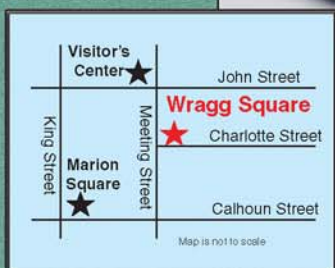 Visitor's
Center
John Street
Wragg Square
King Street
Meeting Street
Charlotte Street
Marion
Square
Calhoun Street
Map is not to scale